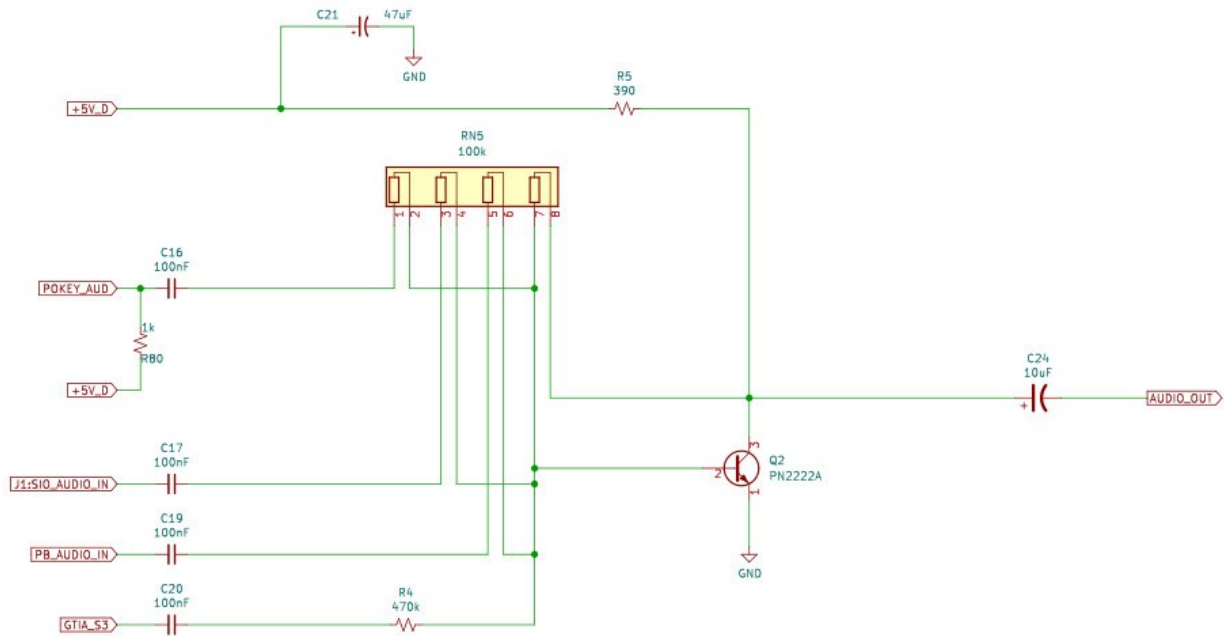 C21 47uF
GND
R5
390
+5V_D
RN5
100k
1 2 3 4 5 6 7 8
C16
100nF
POKEY_AUD
1k
R80
+5V_D
C24
10uF
AUDIO_OUT
3
Q2
2
PN2222A
1
C17
100nF
J1:SIO_AUDIO_IN
C19
100nF
PB_AUDIO_IN
GND
C20
100nF
R4
470k
GTIA_S3